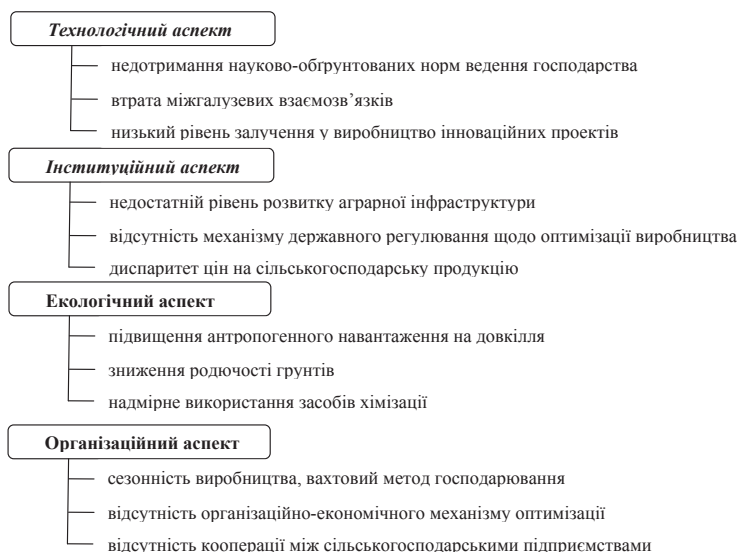 Технологічний аспект
недотримання науково-обґрунтованих норм ведення господарства
втрата міжгалузевих взаємозв’язків
низький рівень залучення у виробництво інноваційних проектів
Інституційний аспект
недостатній рівень розвитку аграрної інфраструктури
відсутність механізму державного регулювання щодо оптимізації виробництва
диспаритет цін на сільськогосподарську продукцію
Екологічний аспект
підвищення антропогенного навантаження на довкілля
зниження родючості грунтів
надмірне використання засобів хімізації
Організаційний аспект
сезонність виробництва, вахтовий метод господарювання
відсутність організаційно-економічного механізму оптимізації
відсутність кооперації між сільськогосподарськими підприємствами